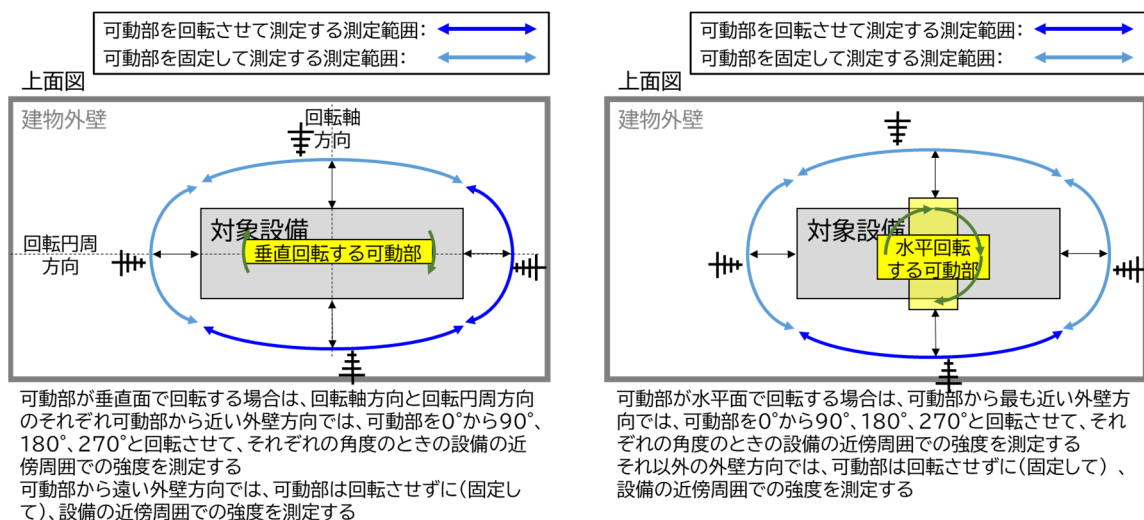 可動部を回転させて測定する測定範囲:
可動部を固定して測定する測定範囲:
上面図
建物外壁
回転軸
方向
対象設備
垂直回転する可動部
回転円周
方向
可動部が垂直面で回転する場合は、回転軸方向と回転円周方向
のそれぞれ可動部から近い外壁方向では、可動部を0°から90°、
180°、270°と回転させて、それぞれの角度のときの設備の近
傍周囲での強度を測定する
可動部から遠い外壁方向では、可動部は回転させずに(固定し
て)、設備の近傍周囲での強度を測定する
可動部を回転させて測定する測定範囲:
可動部を固定して測定する測定範囲:
上面図
建物外壁
対象設備
水平回転
する可動部
可動部が水平面で回転する場合は、可動部から最も近い外壁方
向では、可動部を0°から90°、180°、270°と回転させて、それ
ぞれの角度のときの設備の近傍周囲での強度を測定する
それ以外の外壁方向では、可動部は回転させずに(固定して) 、
設備の近傍周囲での強度を測定する